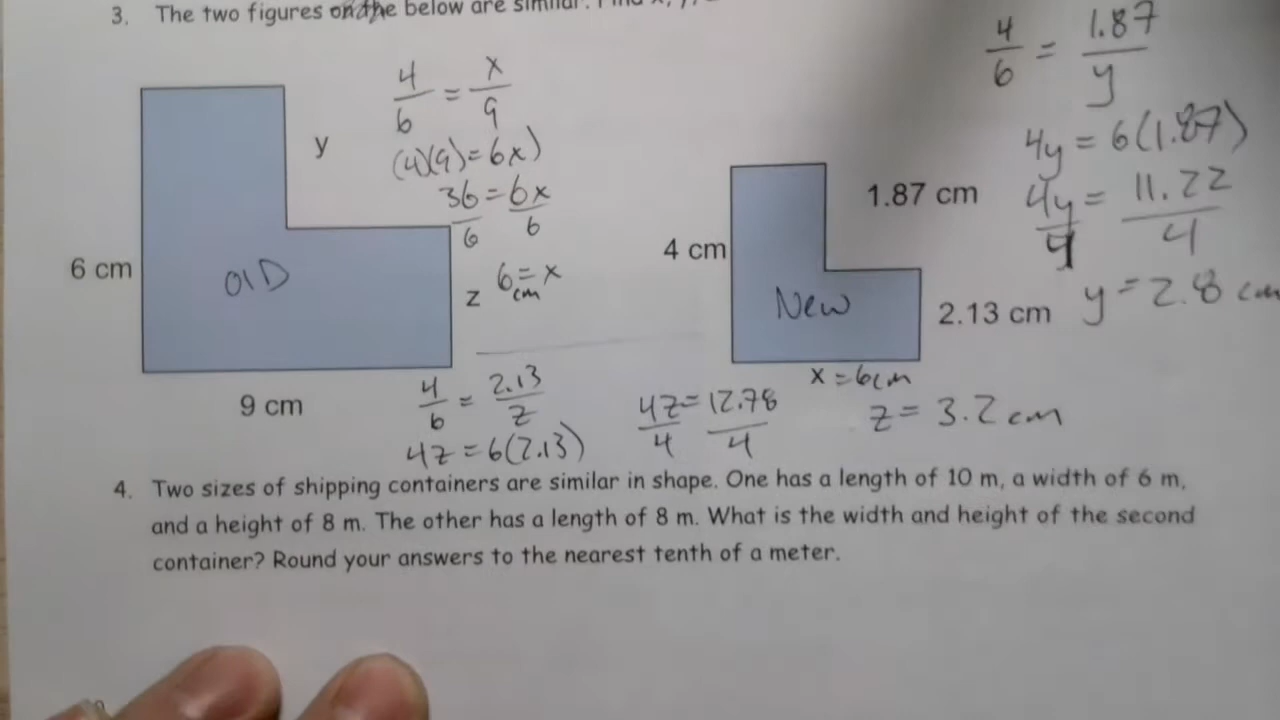 3. The two figures on the below are similar. Find x, y,
4/6 = x/9
(4)(9) = 6x)
36/6 = 6x/6
6 = x
cm
y
6 cm
OlD
z
9 cm
4/6 = 2.13/z
4z = 6(2.13)
4z/4 = 12.78/4
z = 3.2 cm
4 cm
New
1.87 cm
2.13 cm
x = 6cm
4/6 = 1.87/y
4y = 6(1.87)
4y/4 = 11.22/4
y = 2.8 cm
4. Two sizes of shipping containers are similar in shape. One has a length of 10 m, a width of 6 m,
and a height of 8 m. The other has a length of 8 m. What is the width and height of the second
container? Round your answers to the nearest tenth of a meter.